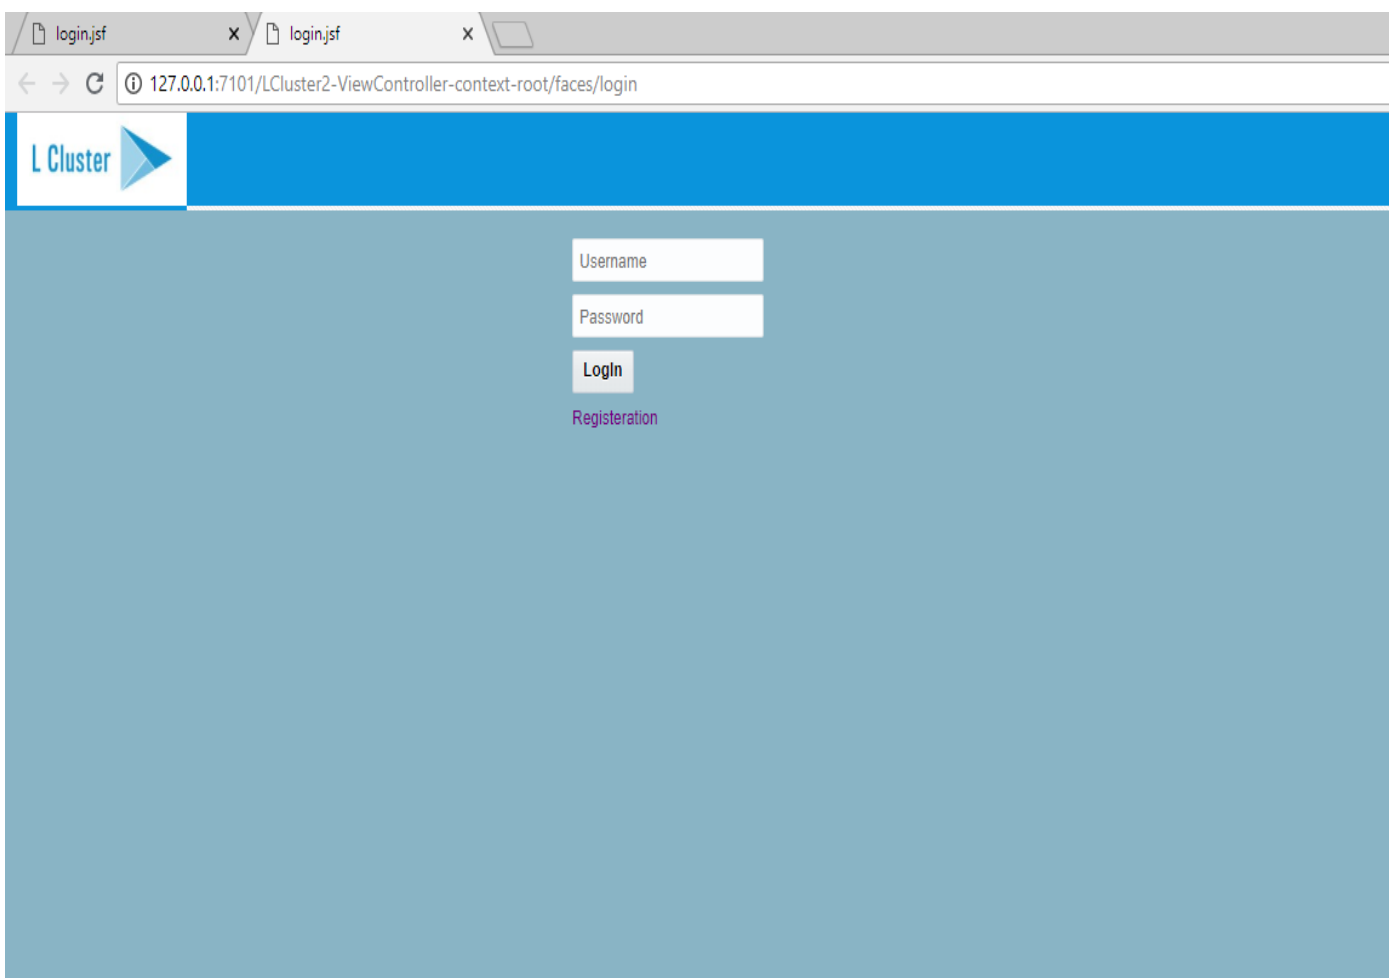 login.jsf login.jsf
127.0.0.1:7101/LCluster2-ViewController-context-root/faces/login
L Cluster
Username
Password
LogIn
Registeration